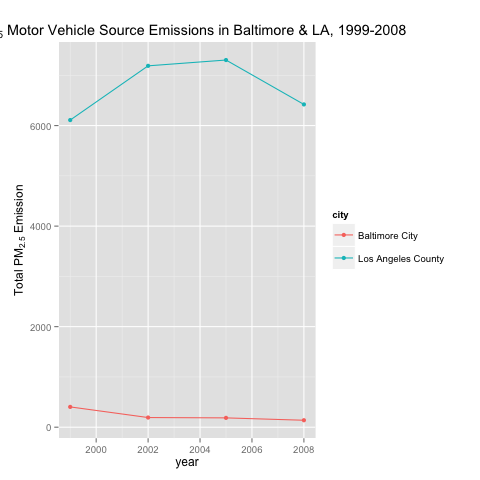 5 Motor Vehicle Source Emissions in Baltimore & LA, 1999-2008
6000
4000
2000
0
Total PM2.5 Emission
2000
2002
2004
2006
2008
year
city
Baltimore City
Los Angeles County